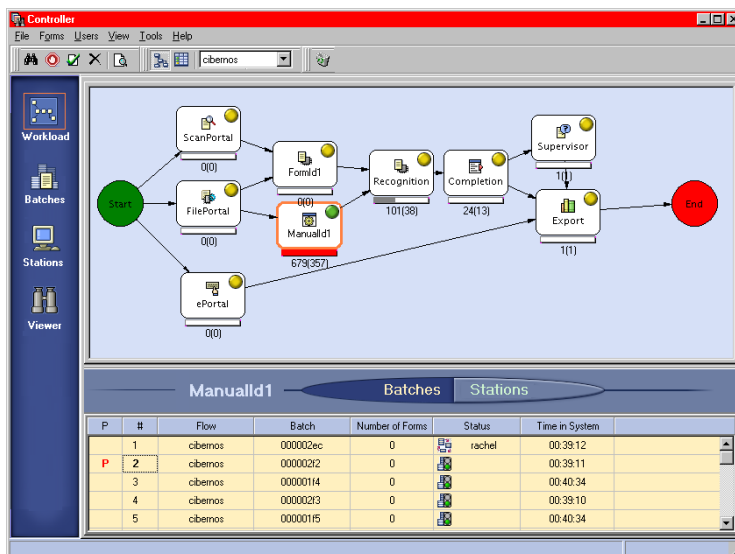 Controller
File Forms Users View Tools Help
cibernos
Workload
Batches
Stations
Viewer
Start
ScanPortal
0(0)
FilePortal
0(0)
ePortal
0(0)
FormId1
0(0)
ManualId1
679(357)
Recognition
101(38)
Completion
24(13)
Supervisor
1(1)
Export
1(1)
End
ManualId1 Batches Stations
P # Flow Batch Number of Forms Status Time in System
1 cibernos 000002ec 0 rachel 00:39:12
P 2 cibernos 000002f2 0 00:39:11
3 cibernos 000001f4 0 00:40:34
4 cibernos 000002f3 0 00:39:10
5 cibernos 000001f5 0 00:40:34